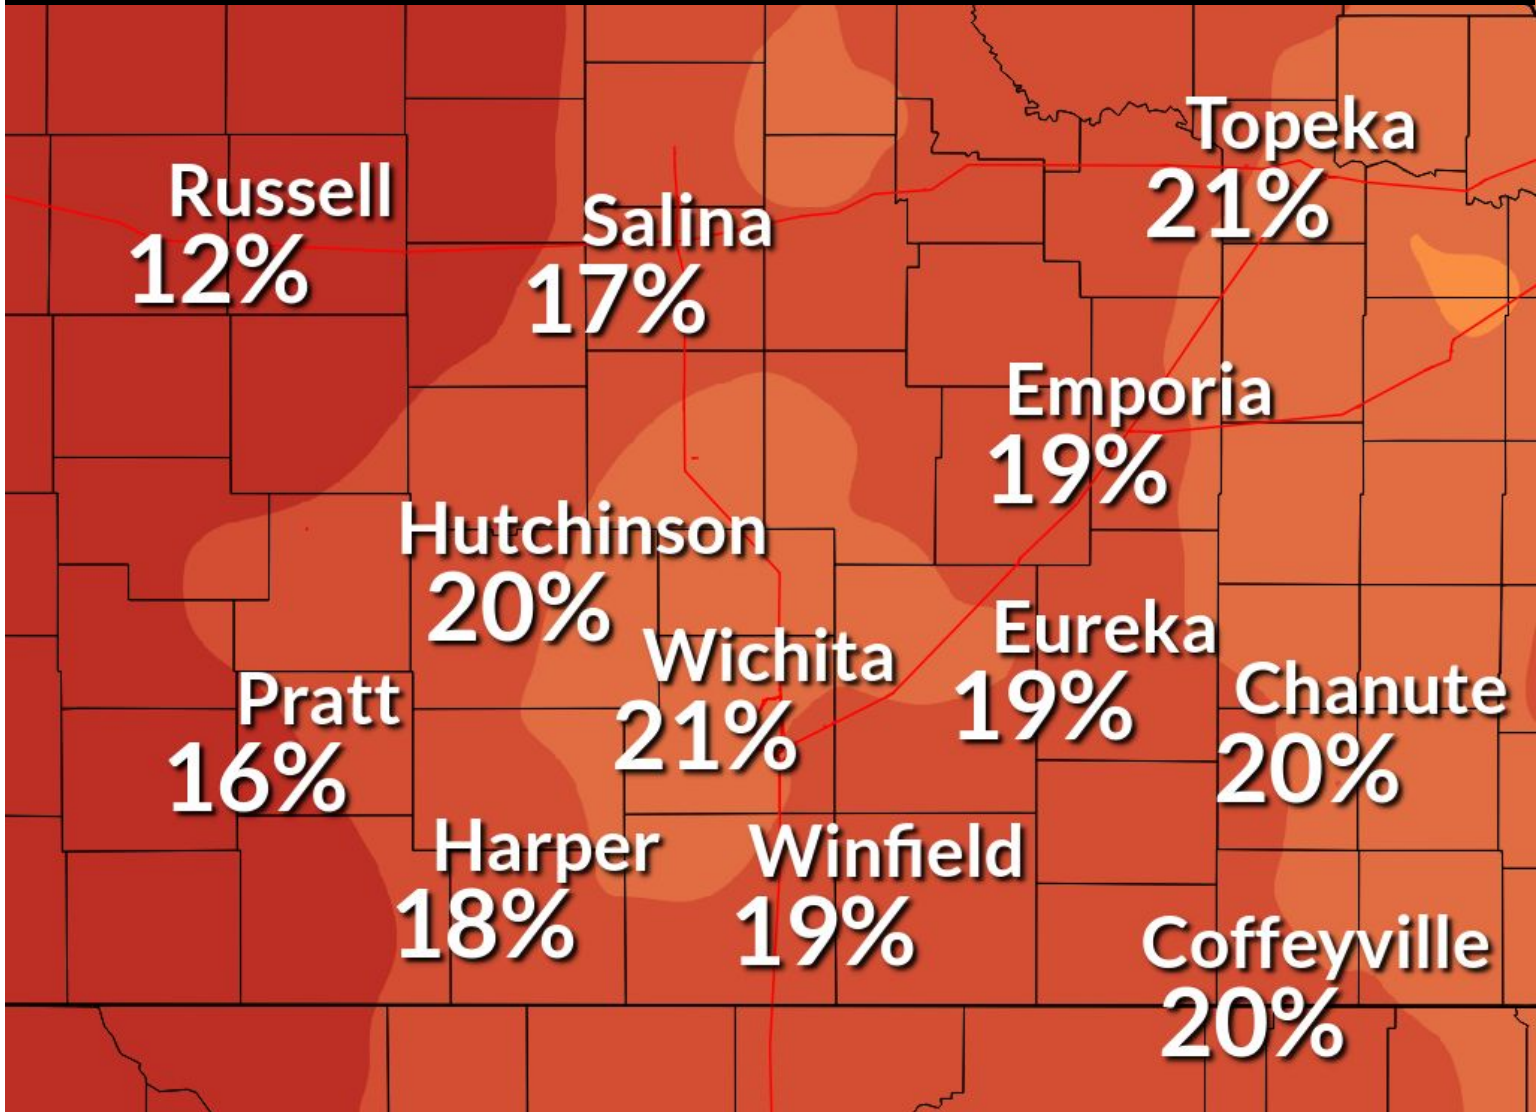 Topeka
21%
Russell
12%
Salina
17%
Emporia
19%
Hutchinson
20%
Eureka
19%
Wichita
21%
Chanute
20%
Pratt
16%
Harper
18%
Winfield
19%
Coffeyville
20%